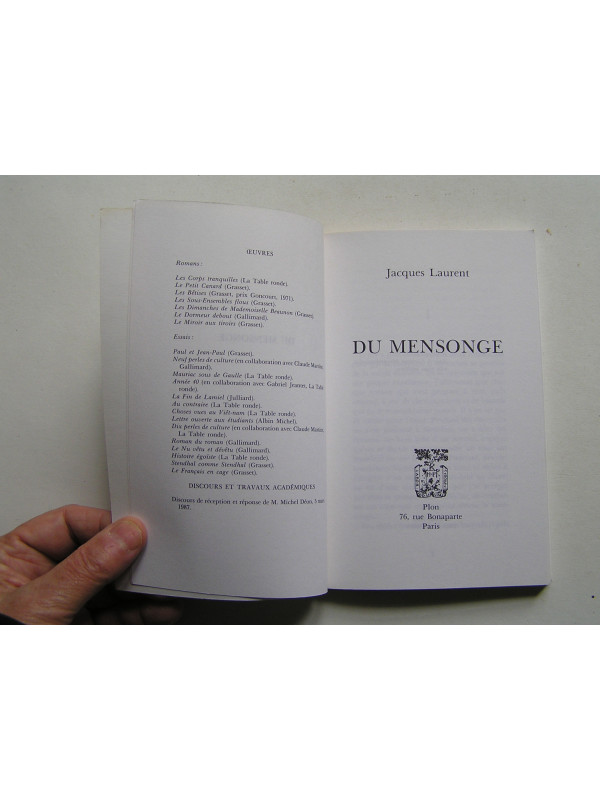 ŒUVRES
Romans :
Les Corps tranquilles (La Table ronde).
Le Petit Canard (Grasset).
Les Bêtises (Grasset, prix Goncourt, 1971).
Les Sous-Ensembles flous (Grasset).
Les Dimanches de Mademoiselle Beaunon (Grasset).
Le Dormeur debout (Gallimard).
Le Miroir aux tiroirs (Grasset).
Essais :
Paul et Jean-Paul (Grasset).
Neuf perles de culture (en collaboration avec Claude Martine,
Gallimard).
Mauriac sous de Gaulle (La Table ronde).
Année 40 (en collaboration avec Gabriel Jeantet, La Table
ronde).
La Fin de Lamiel (Julliard).
Au contraire (La Table ronde).
Choses vues au Viêt-nam (La Table ronde).
Lettre ouverte aux étudiants (Albin Michel).
Dix perles de culture (en collaboration avec Claude Martine,
La Table ronde).
Roman du roman (Gallimard).
Le Nu vêtu et dévêtu (Gallimard).
Histoire égoïste (La Table ronde).
Stendhal comme Stendhal (Grasset).
Le Français en cage (Grasset).
DISCOURS ET TRAVAUX ACADÉMIQUES
Discours de réception et réponse de M. Michel Déon, 5 mars
1987.
Jacques Laurent
DU MENSONGE
Plon
76, rue Bonaparte
Paris